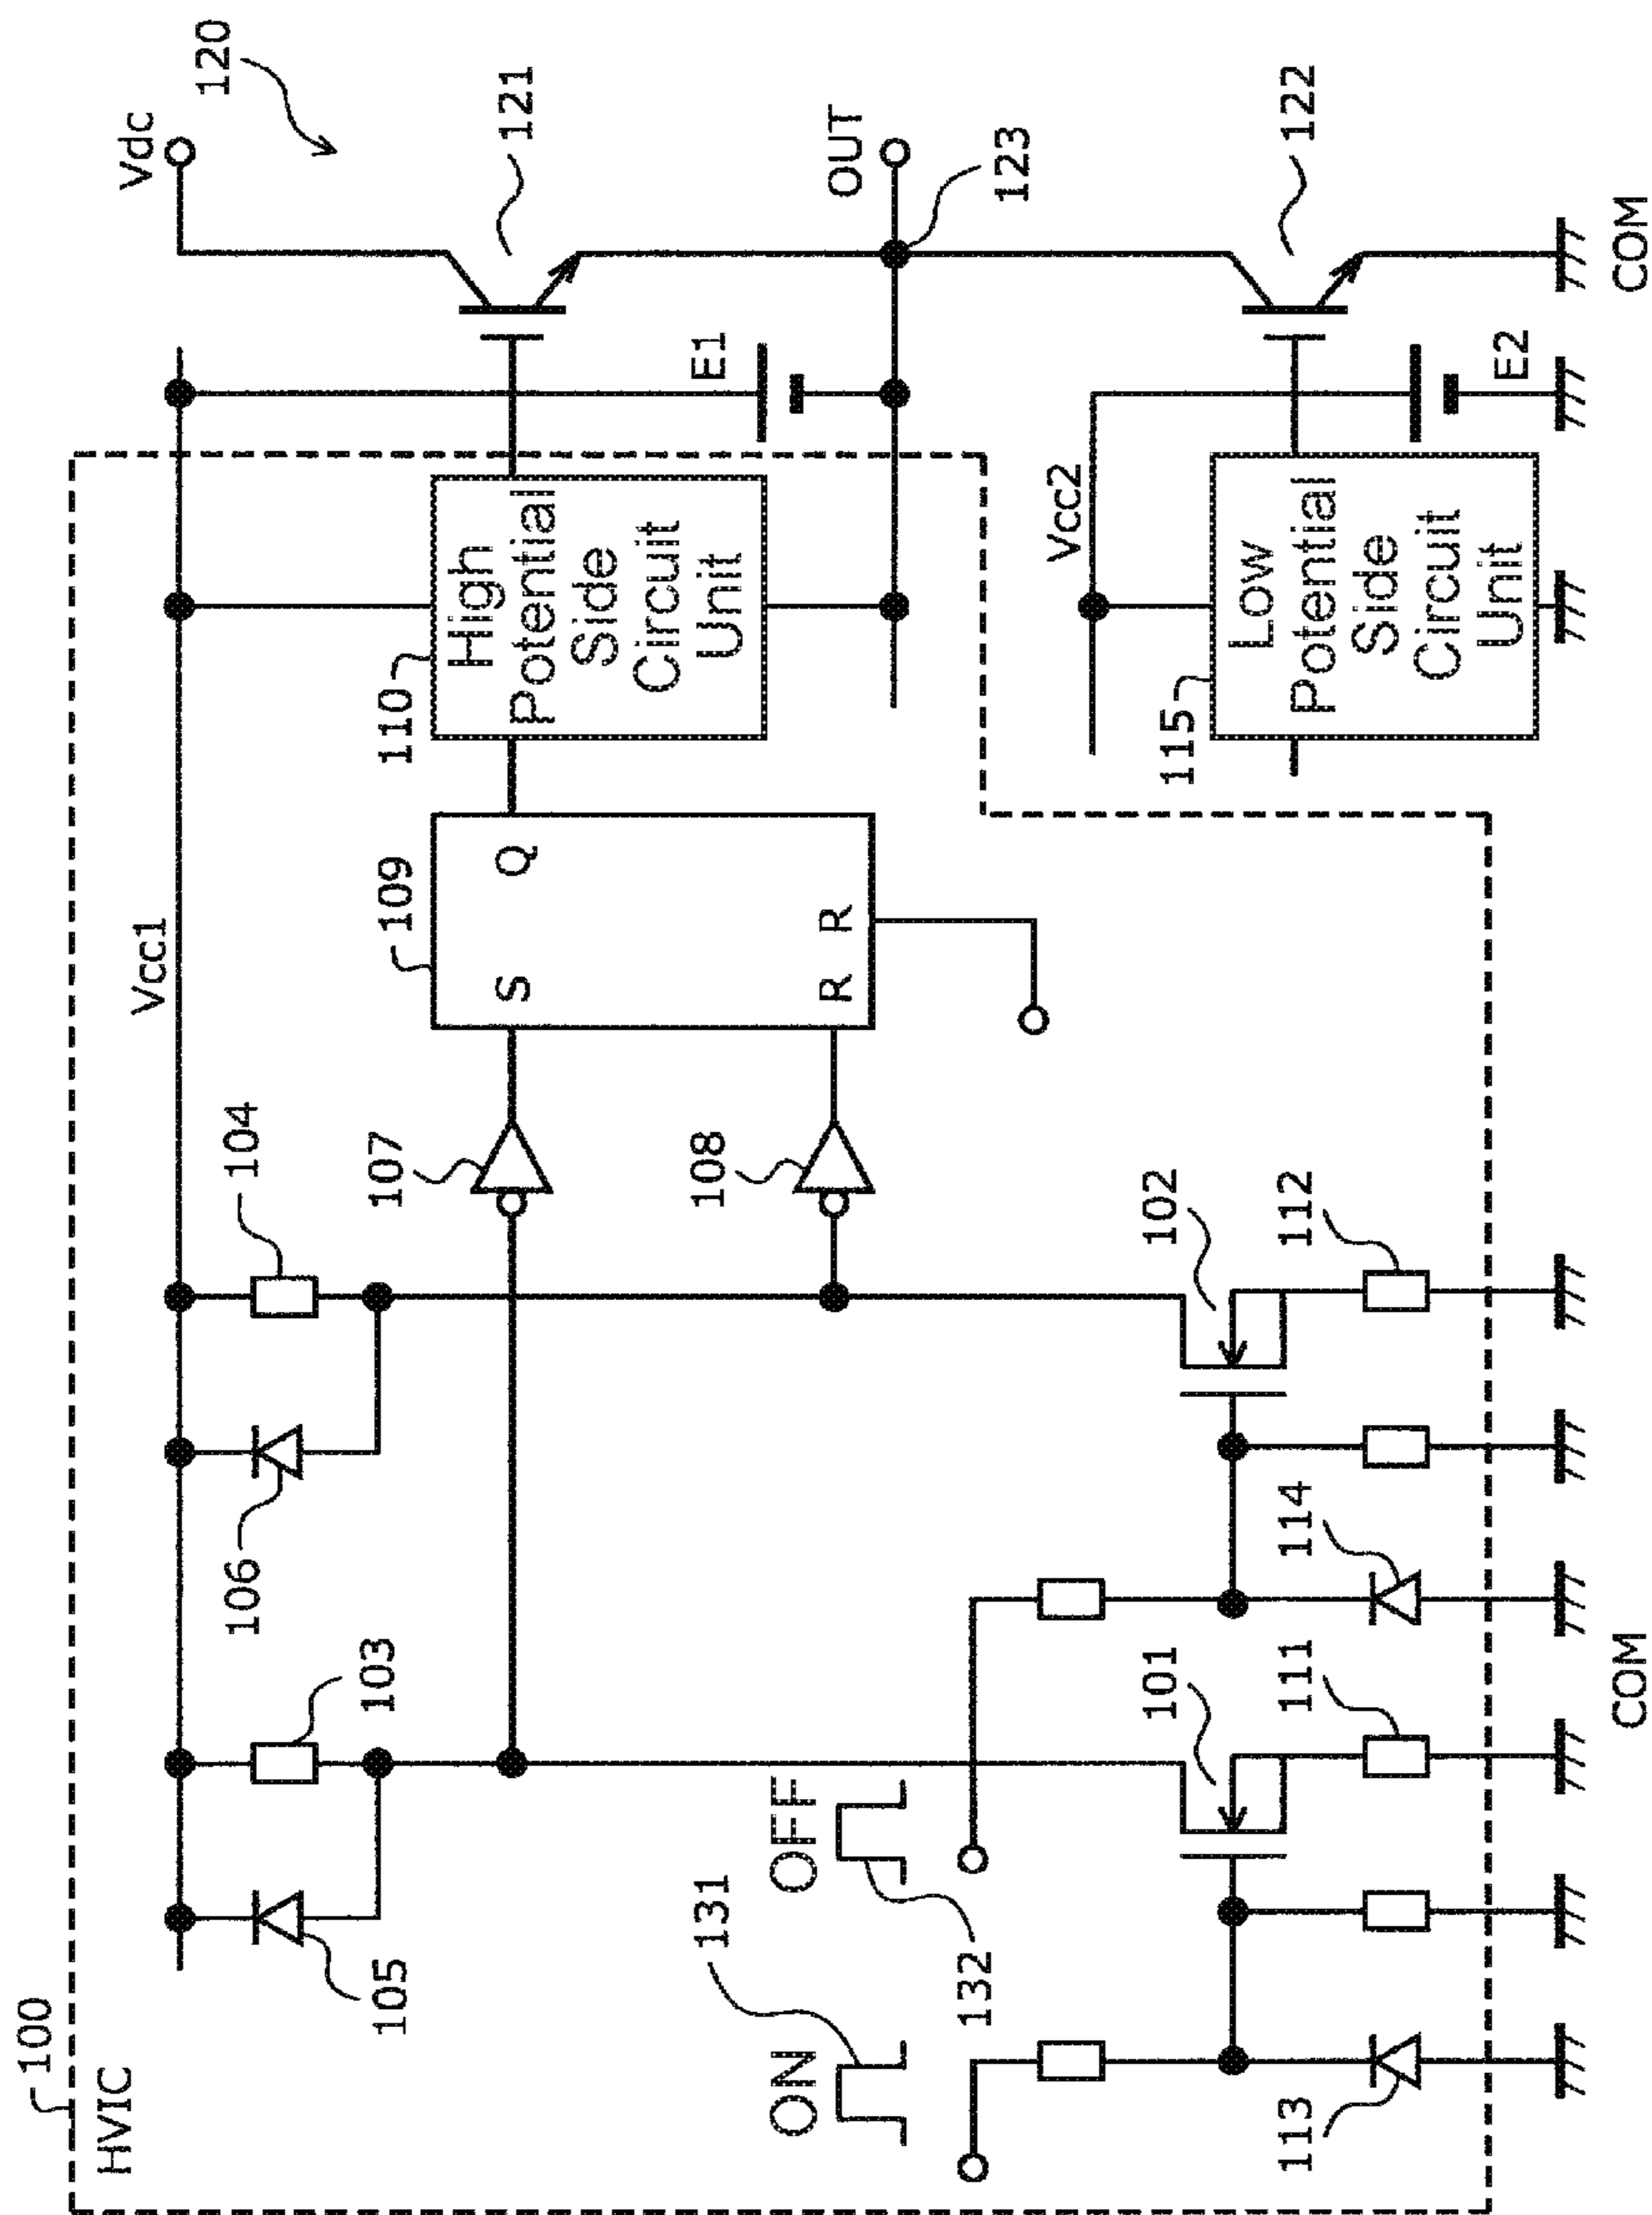 100
HVIC
Vcc1
Vdc
120
105
103
106
104
107
108
109
S
Q
R
R
110
High
Potential
Side
Circuit
Unit
E1
121
OUT
123
ON
131
OFF
132
101
102
113
111
114
112
Vcc2
115
Low
Potential
Side
Circuit
Unit
E2
122
COM
COM